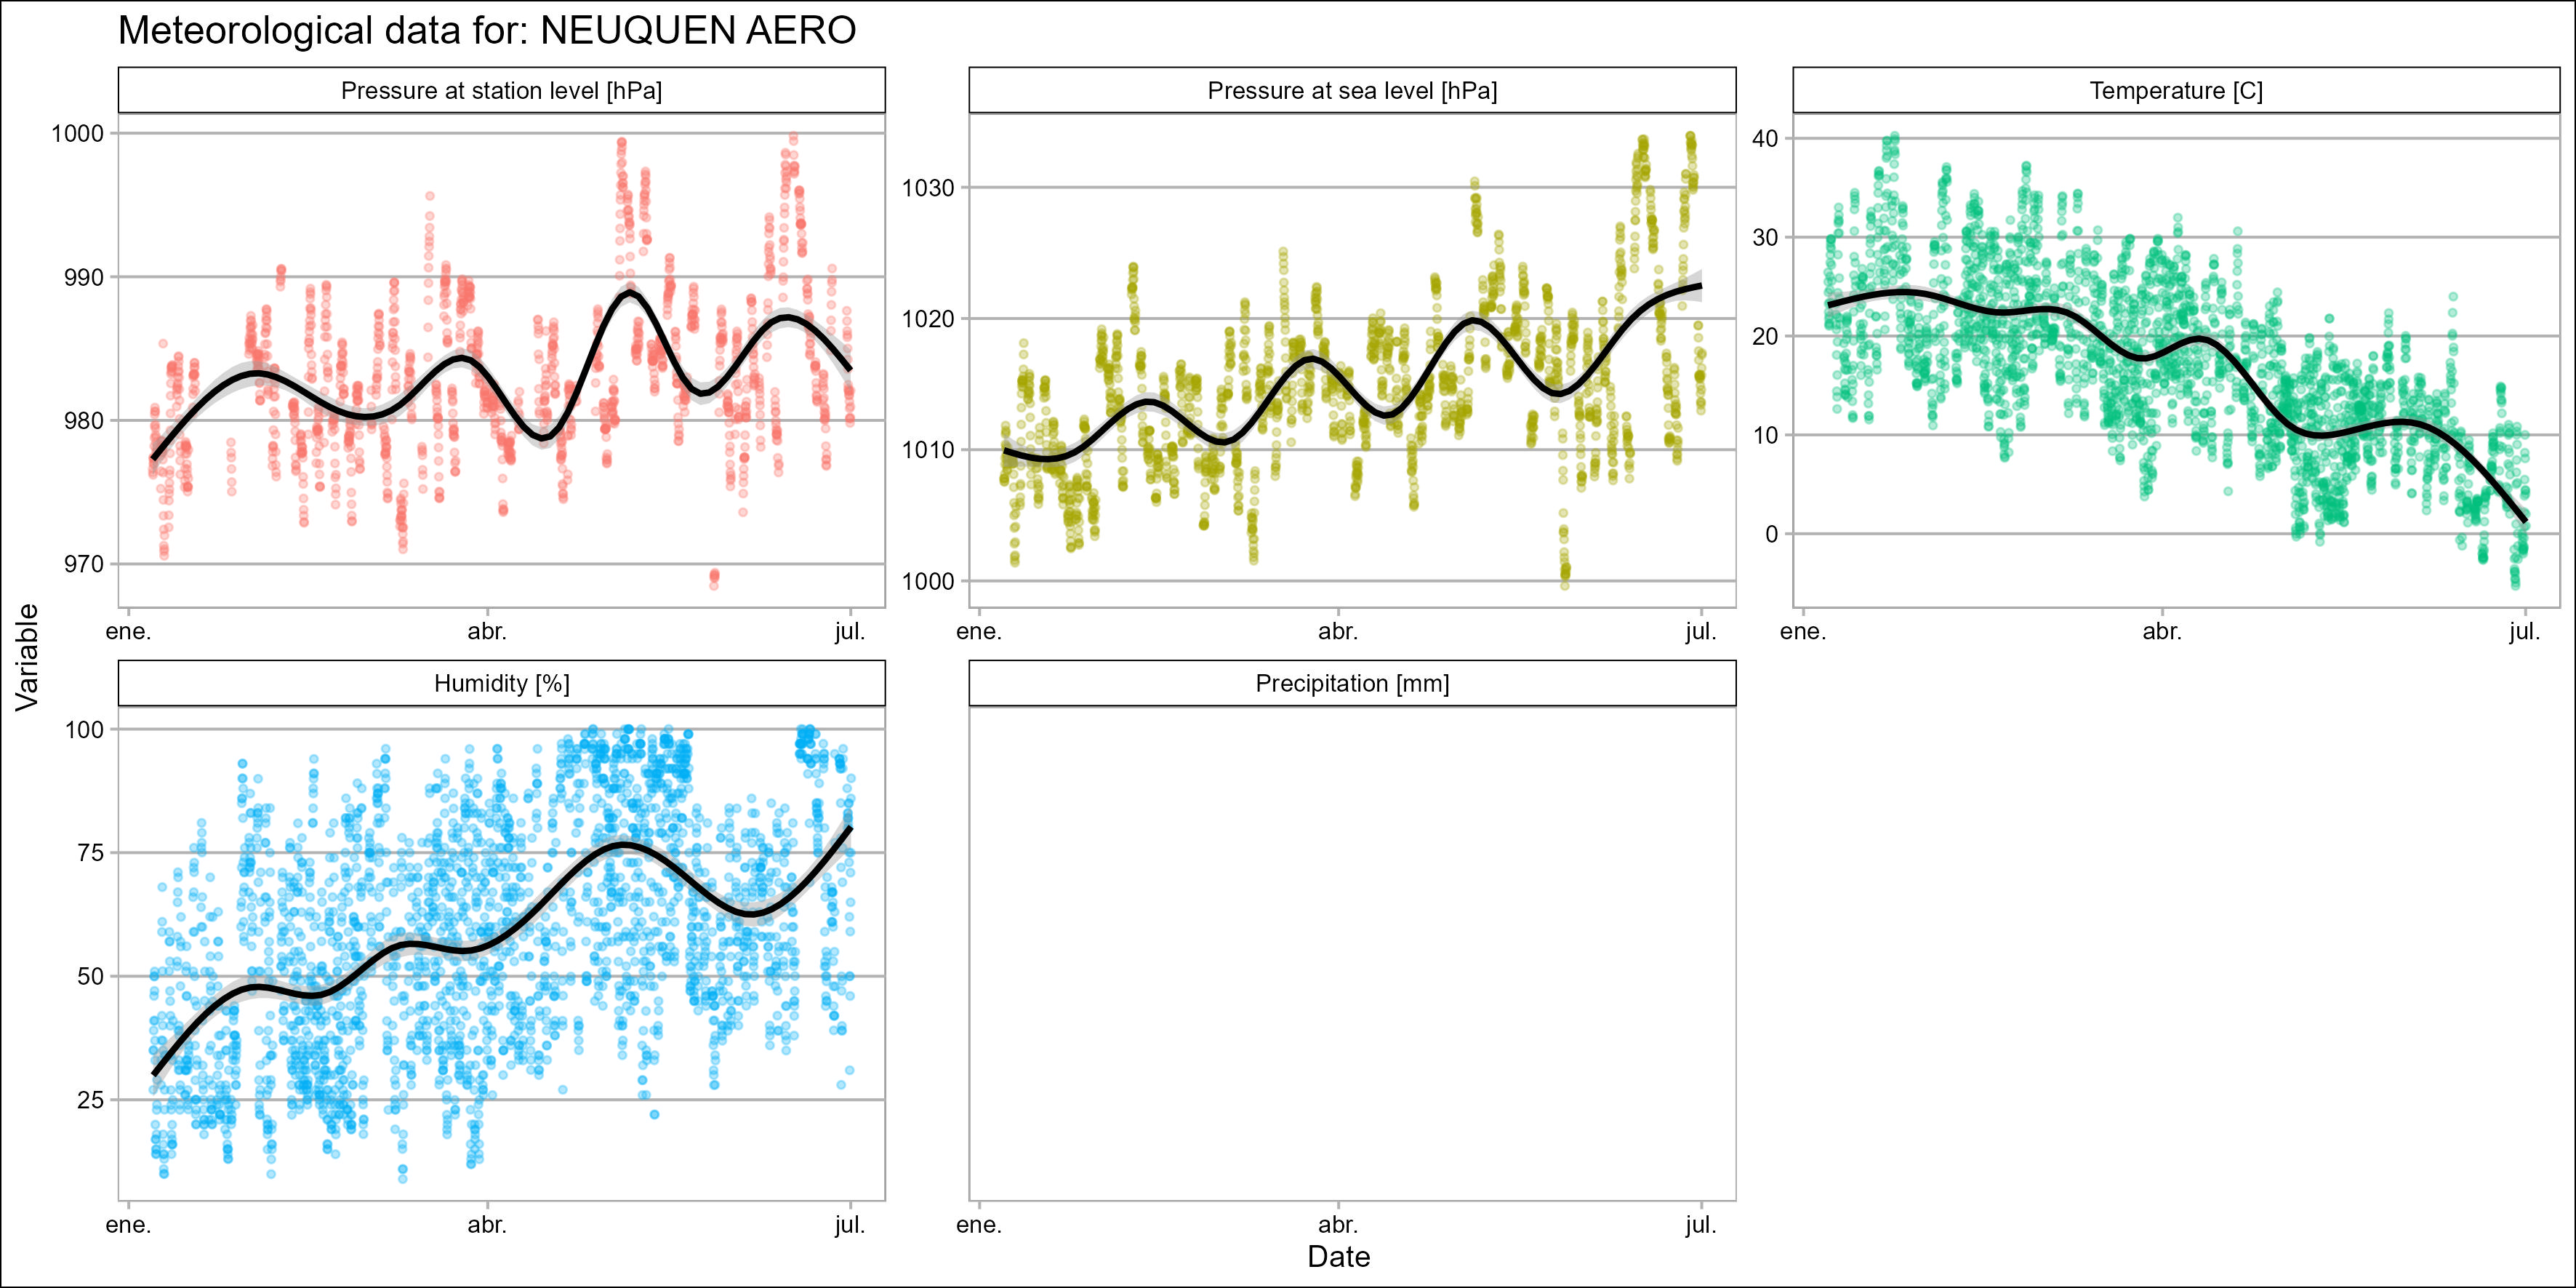 Meteorological data for: NEUQUEN AERO
Pressure at station level [hPa]
Pressure at sea level [hPa]
Temperature [C]
1000
990
980
970
1030
1020
1010
1000
40
30
20
10
0
ene.
abr.
jul.
ene.
abr.
jul.
ene.
abr.
jul.
Variable
Humidity [%]
Precipitation [mm]
100
75
50
25
ene.
abr.
jul.
ene.
abr.
jul.
Date